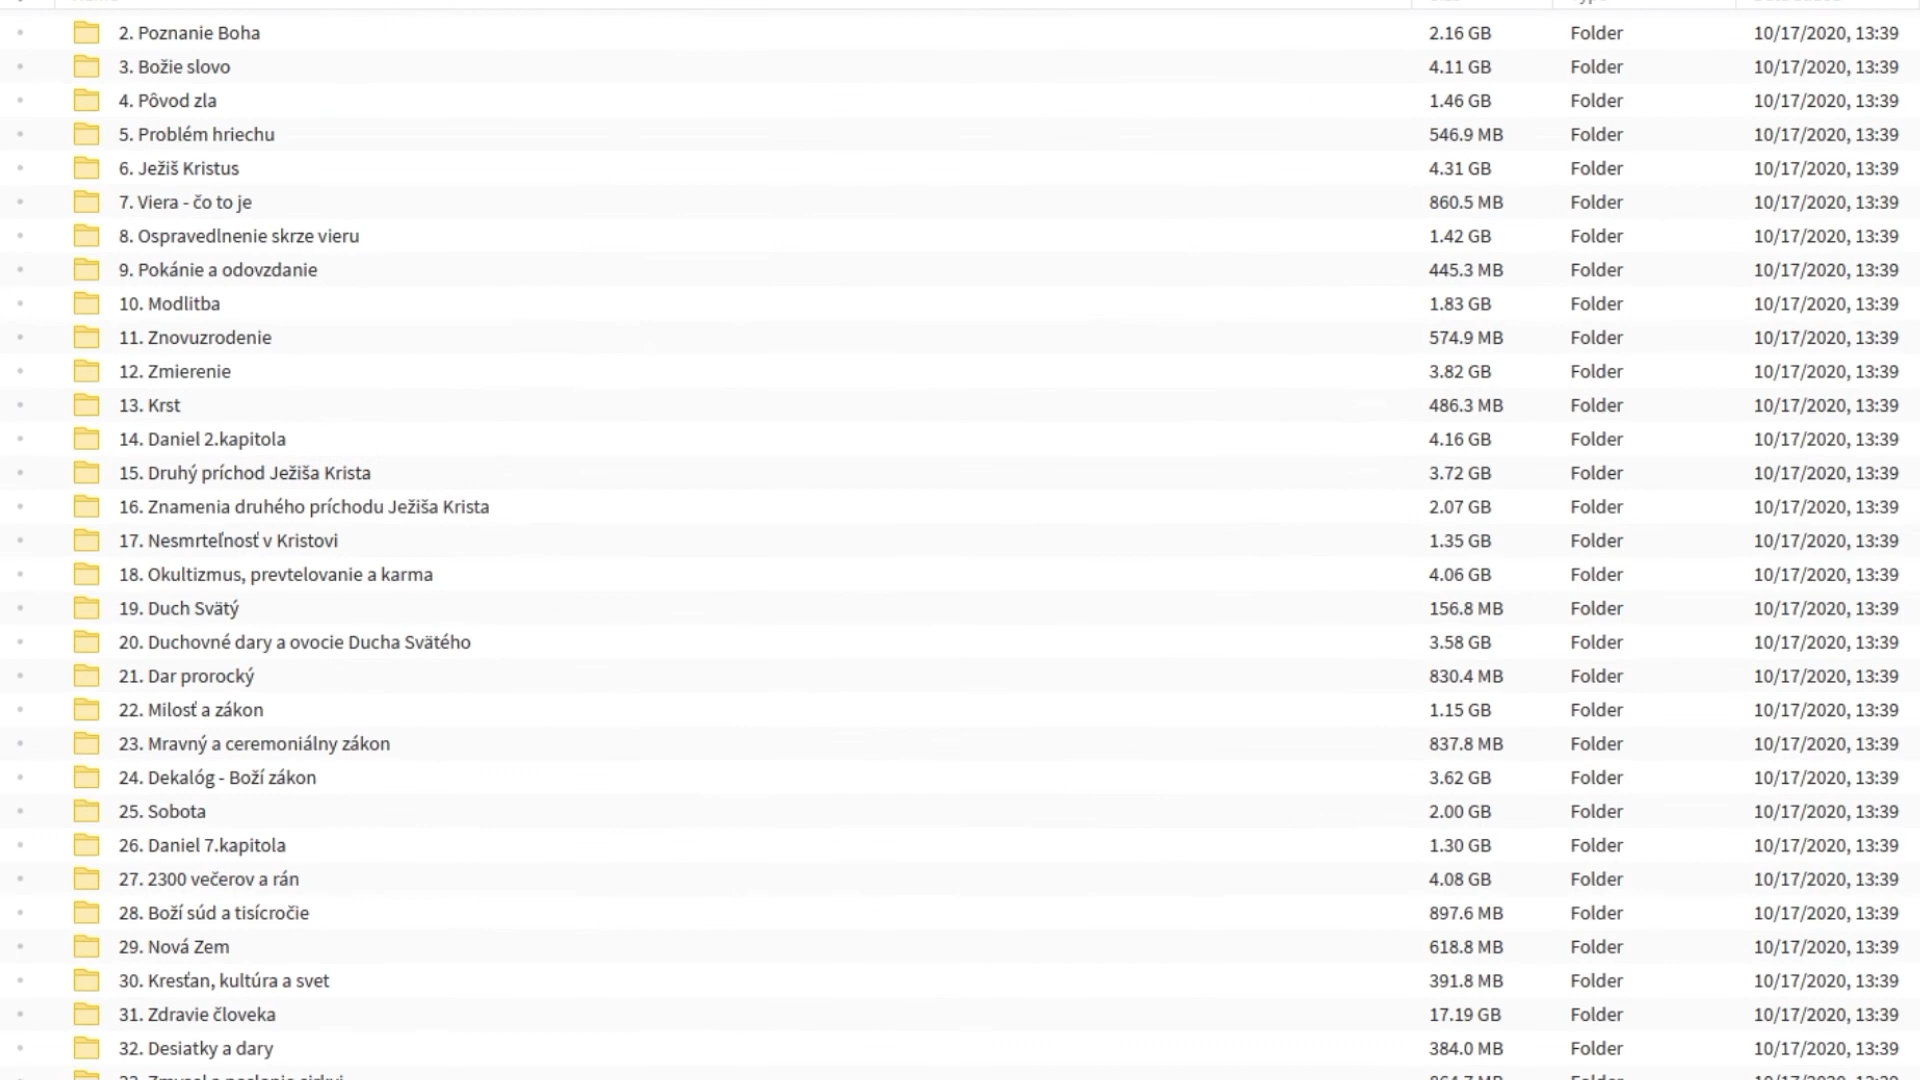 2. Poznanie Boha 2.16 GB Folder 10/17/2020, 13:39
3. Božie slovo 4.11 GB Folder 10/17/2020, 13:39
4. Pôvod zla 1.46 GB Folder 10/17/2020, 13:39
5. Problém hriechu 546.9 MB Folder 10/17/2020, 13:39
6. Ježiš Kristus 4.31 GB Folder 10/17/2020, 13:39
7. Viera - čo to je 860.5 MB Folder 10/17/2020, 13:39
8. Ospravedlnenie skrze vieru 1.42 GB Folder 10/17/2020, 13:39
9. Pokánie a odovzdanie 445.3 MB Folder 10/17/2020, 13:39
10. Modlitba 1.83 GB Folder 10/17/2020, 13:39
11. Znovuzrodenie 574.9 MB Folder 10/17/2020, 13:39
12. Zmierenie 3.82 GB Folder 10/17/2020, 13:39
13. Krst 486.3 MB Folder 10/17/2020, 13:39
14. Daniel 2.kapitola 4.16 GB Folder 10/17/2020, 13:39
15. Druhý príchod Ježiša Krista 3.72 GB Folder 10/17/2020, 13:39
16. Znamenia druhého príchodu Ježiša Krista 2.07 GB Folder 10/17/2020, 13:39
17. Nesmrteľnosť v Kristovi 1.35 GB Folder 10/17/2020, 13:39
18. Okultizmus, prevtelovanie a karma 4.06 GB Folder 10/17/2020, 13:39
19. Duch Svätý 156.8 MB Folder 10/17/2020, 13:39
20. Duchovné dary a ovocie Ducha Svätého 3.58 GB Folder 10/17/2020, 13:39
21. Dar prorocký 830.4 MB Folder 10/17/2020, 13:39
22. Milosť a zákon 1.15 GB Folder 10/17/2020, 13:39
23. Mravný a ceremoniálny zákon 837.8 MB Folder 10/17/2020, 13:39
24. Dekalóg - Boží zákon 3.62 GB Folder 10/17/2020, 13:39
25. Sobota 2.00 GB Folder 10/17/2020, 13:39
26. Daniel 7.kapitola 1.30 GB Folder 10/17/2020, 13:39
27. 2300 večerov a rán 4.08 GB Folder 10/17/2020, 13:39
28. Boží súd a tisícročie 897.6 MB Folder 10/17/2020, 13:39
29. Nová Zem 618.8 MB Folder 10/17/2020, 13:39
30. Kresťan, kultúra a svet 391.8 MB Folder 10/17/2020, 13:39
31. Zdravie človeka 17.19 GB Folder 10/17/2020, 13:39
32. Desiatky a dary 384.0 MB Folder 10/17/2020, 13:39